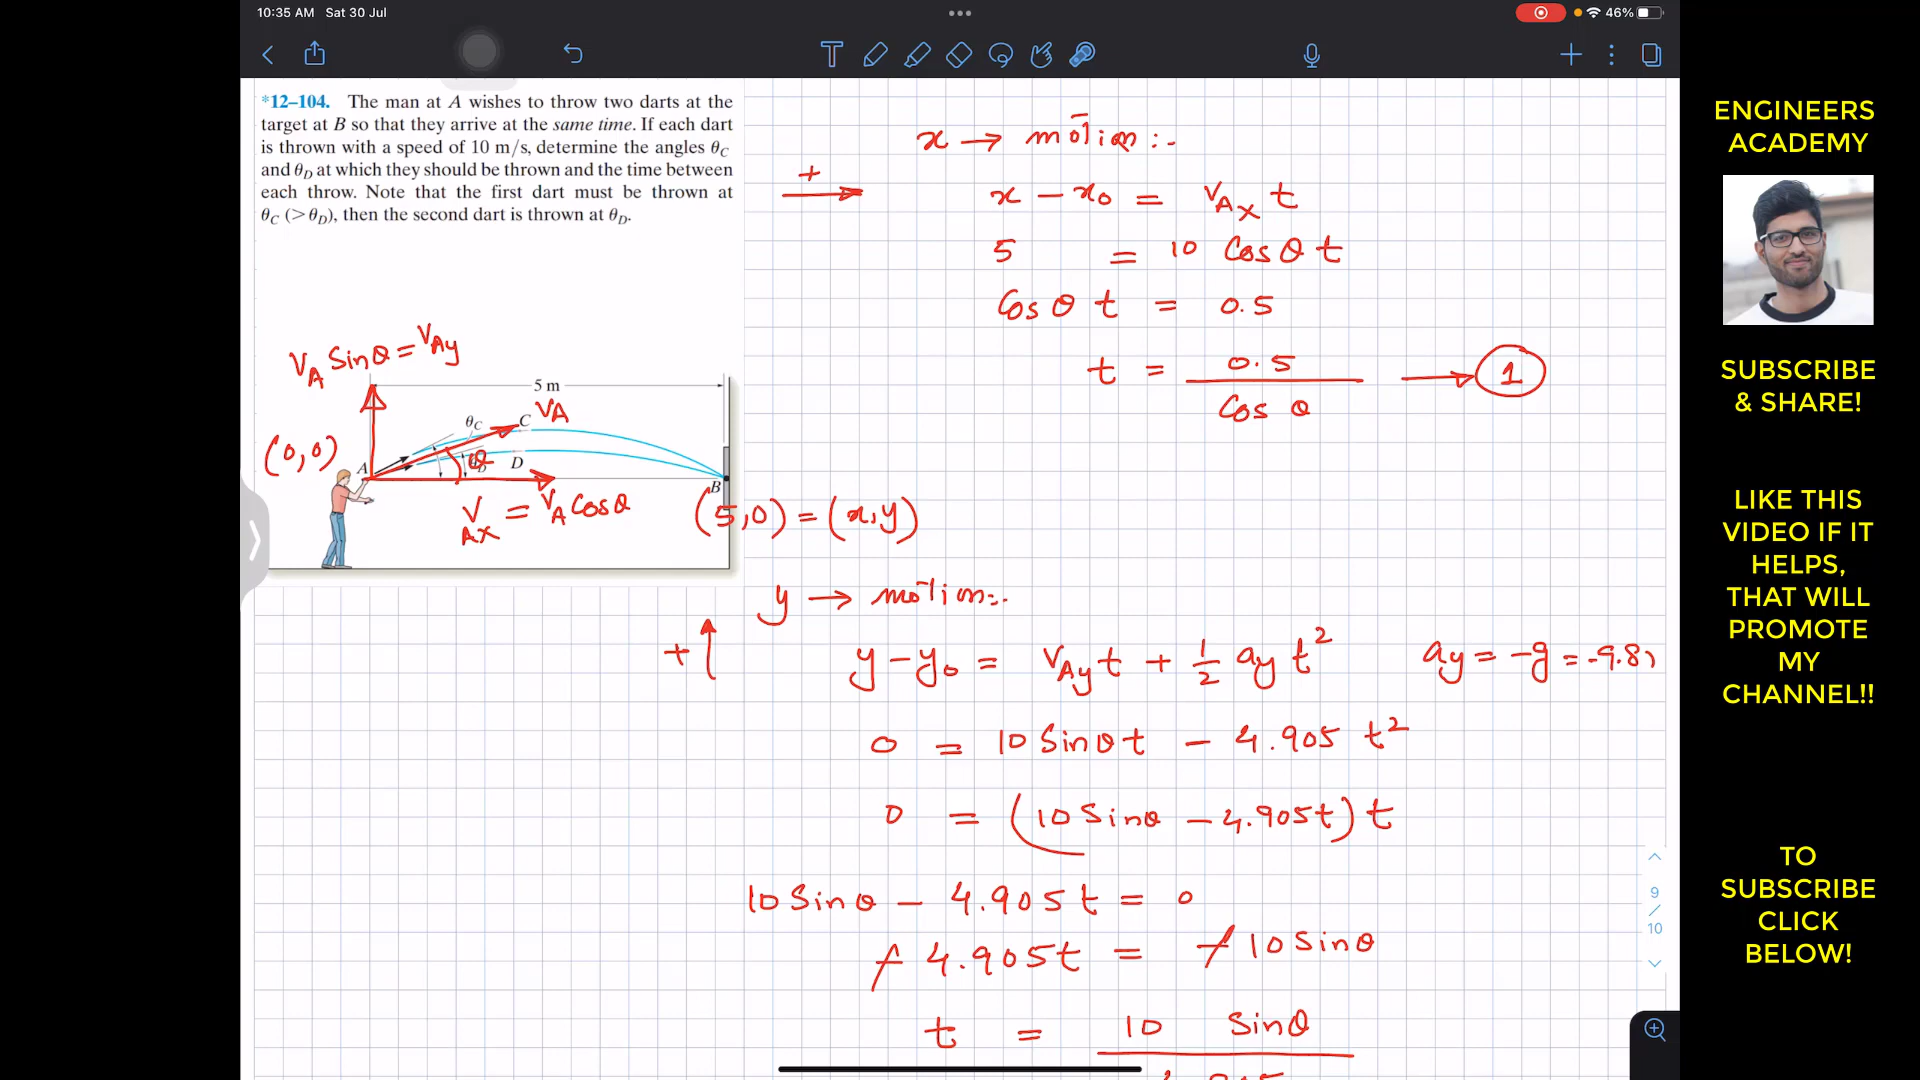 10:35 AM Sat 30 Jul
46%
*12–104. The man at A wishes to throw two darts at the
target at B so that they arrive at the same time. If each dart
is thrown with a speed of 10 m/s, determine the angles θC
and θD at which they should be thrown and the time between
each throw. Note that the first dart must be thrown at
θC (> θD), then the second dart is thrown at θD.
VA Sinθ = VAy
5 m
θC
C
VA
(0,0)
A
θ
D
B
VAx = VA Cosθ
(5,0) = (x,y)
x → motion:-
+
x - x0 = VAx t
5 = 10 Cosθ t
Cosθ t = 0.5
t = 0.5 / Cosθ → 1
y → motion:-
+
y - y0 = VAy t + 1/2 ay t²
ay = -g = -9.81
0 = 10 Sinθ t - 4.905 t²
0 = (10 Sinθ - 4.905t) t
10 Sinθ - 4.905t = 0
- 4.905t = - 10 Sinθ
t = 10 Sinθ
9
/
10
ENGINEERS
ACADEMY
SUBSCRIBE
& SHARE!
LIKE THIS
VIDEO IF IT
HELPS,
THAT WILL
PROMOTE
MY
CHANNEL!!
TO
SUBSCRIBE
CLICK
BELOW!